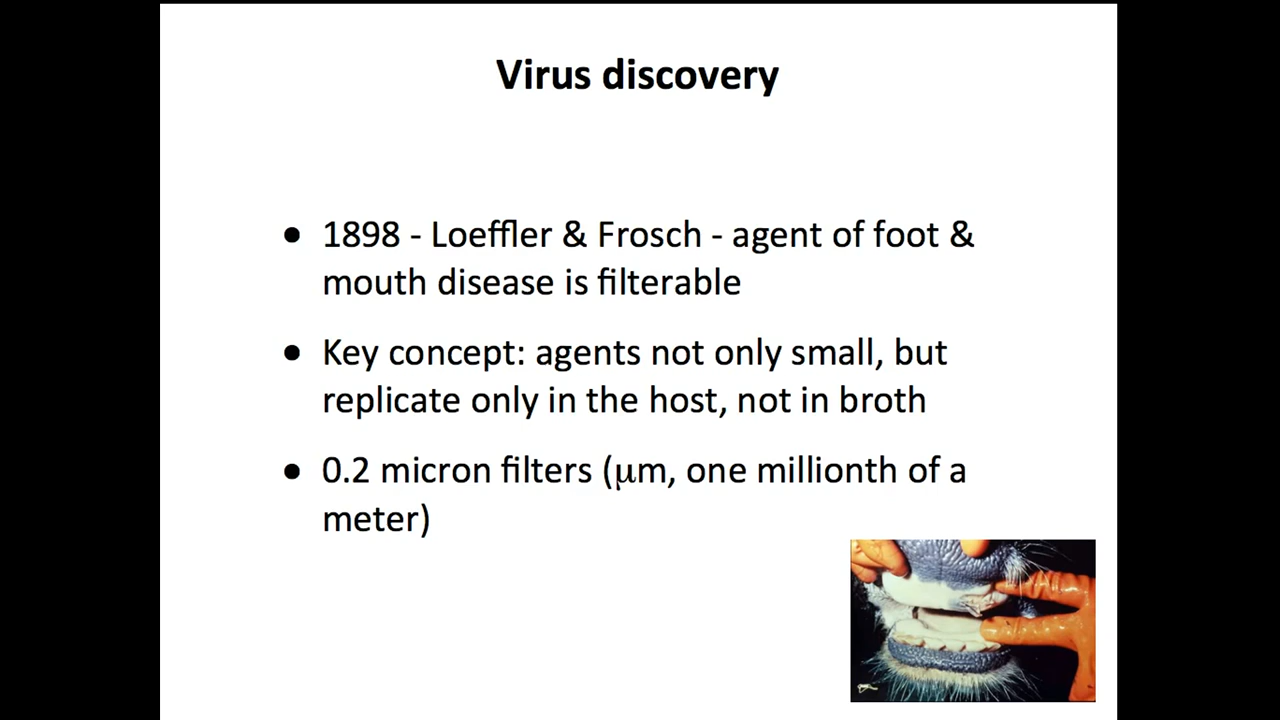 Virus discovery
● 1898 - Loeffler & Frosch - agent of foot &
mouth disease is filterable
● Key concept: agents not only small, but
replicate only in the host, not in broth
● 0.2 micron filters (μm, one millionth of a
meter)